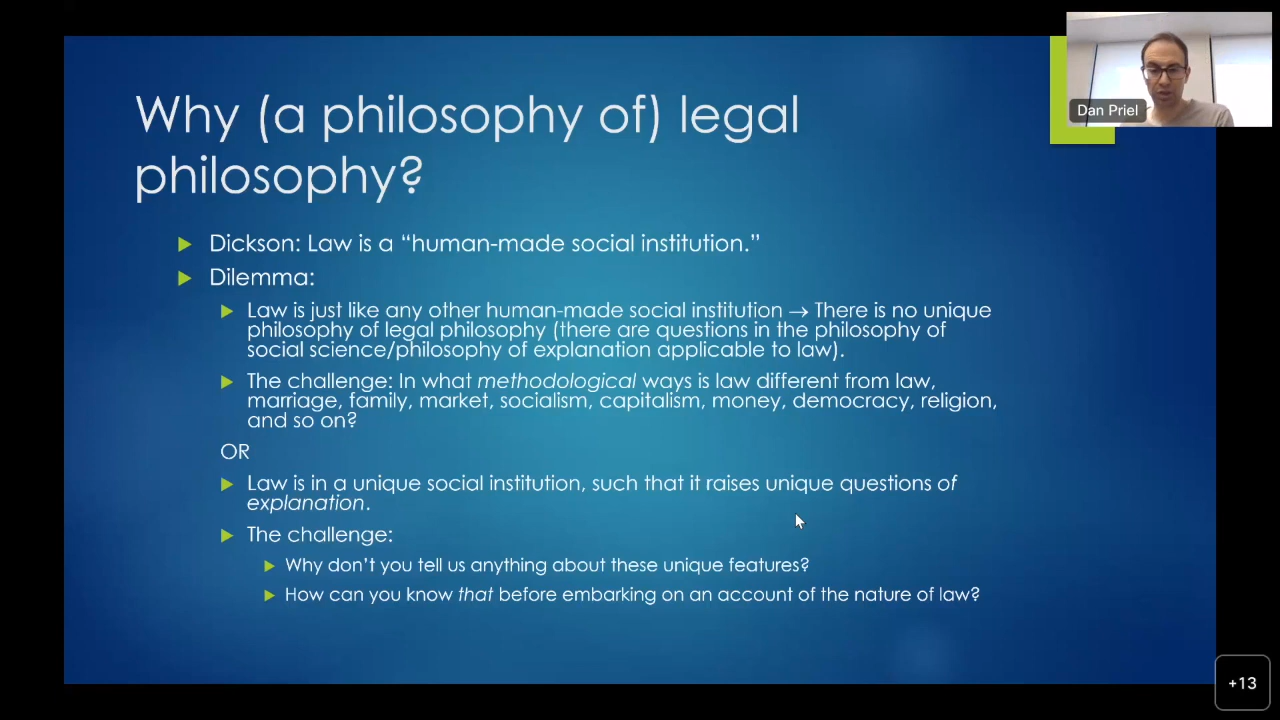 Why (a philosophy of) legal
philosophy?
Dickson: Law is a “human-made social institution.”
Dilemma:
Law is just like any other human-made social institution → There is no unique
philosophy of legal philosophy (there are questions in the philosophy of
social science/philosophy of explanation applicable to law).
The challenge: In what methodological ways is law different from law,
marriage, family, market, socialism, capitalism, money, democracy, religion,
and so on?
OR
Law is in a unique social institution, such that it raises unique questions of
explanation.
The challenge:
Why don’t you tell us anything about these unique features?
How can you know that before embarking on an account of the nature of law?
Dan Priel
+13